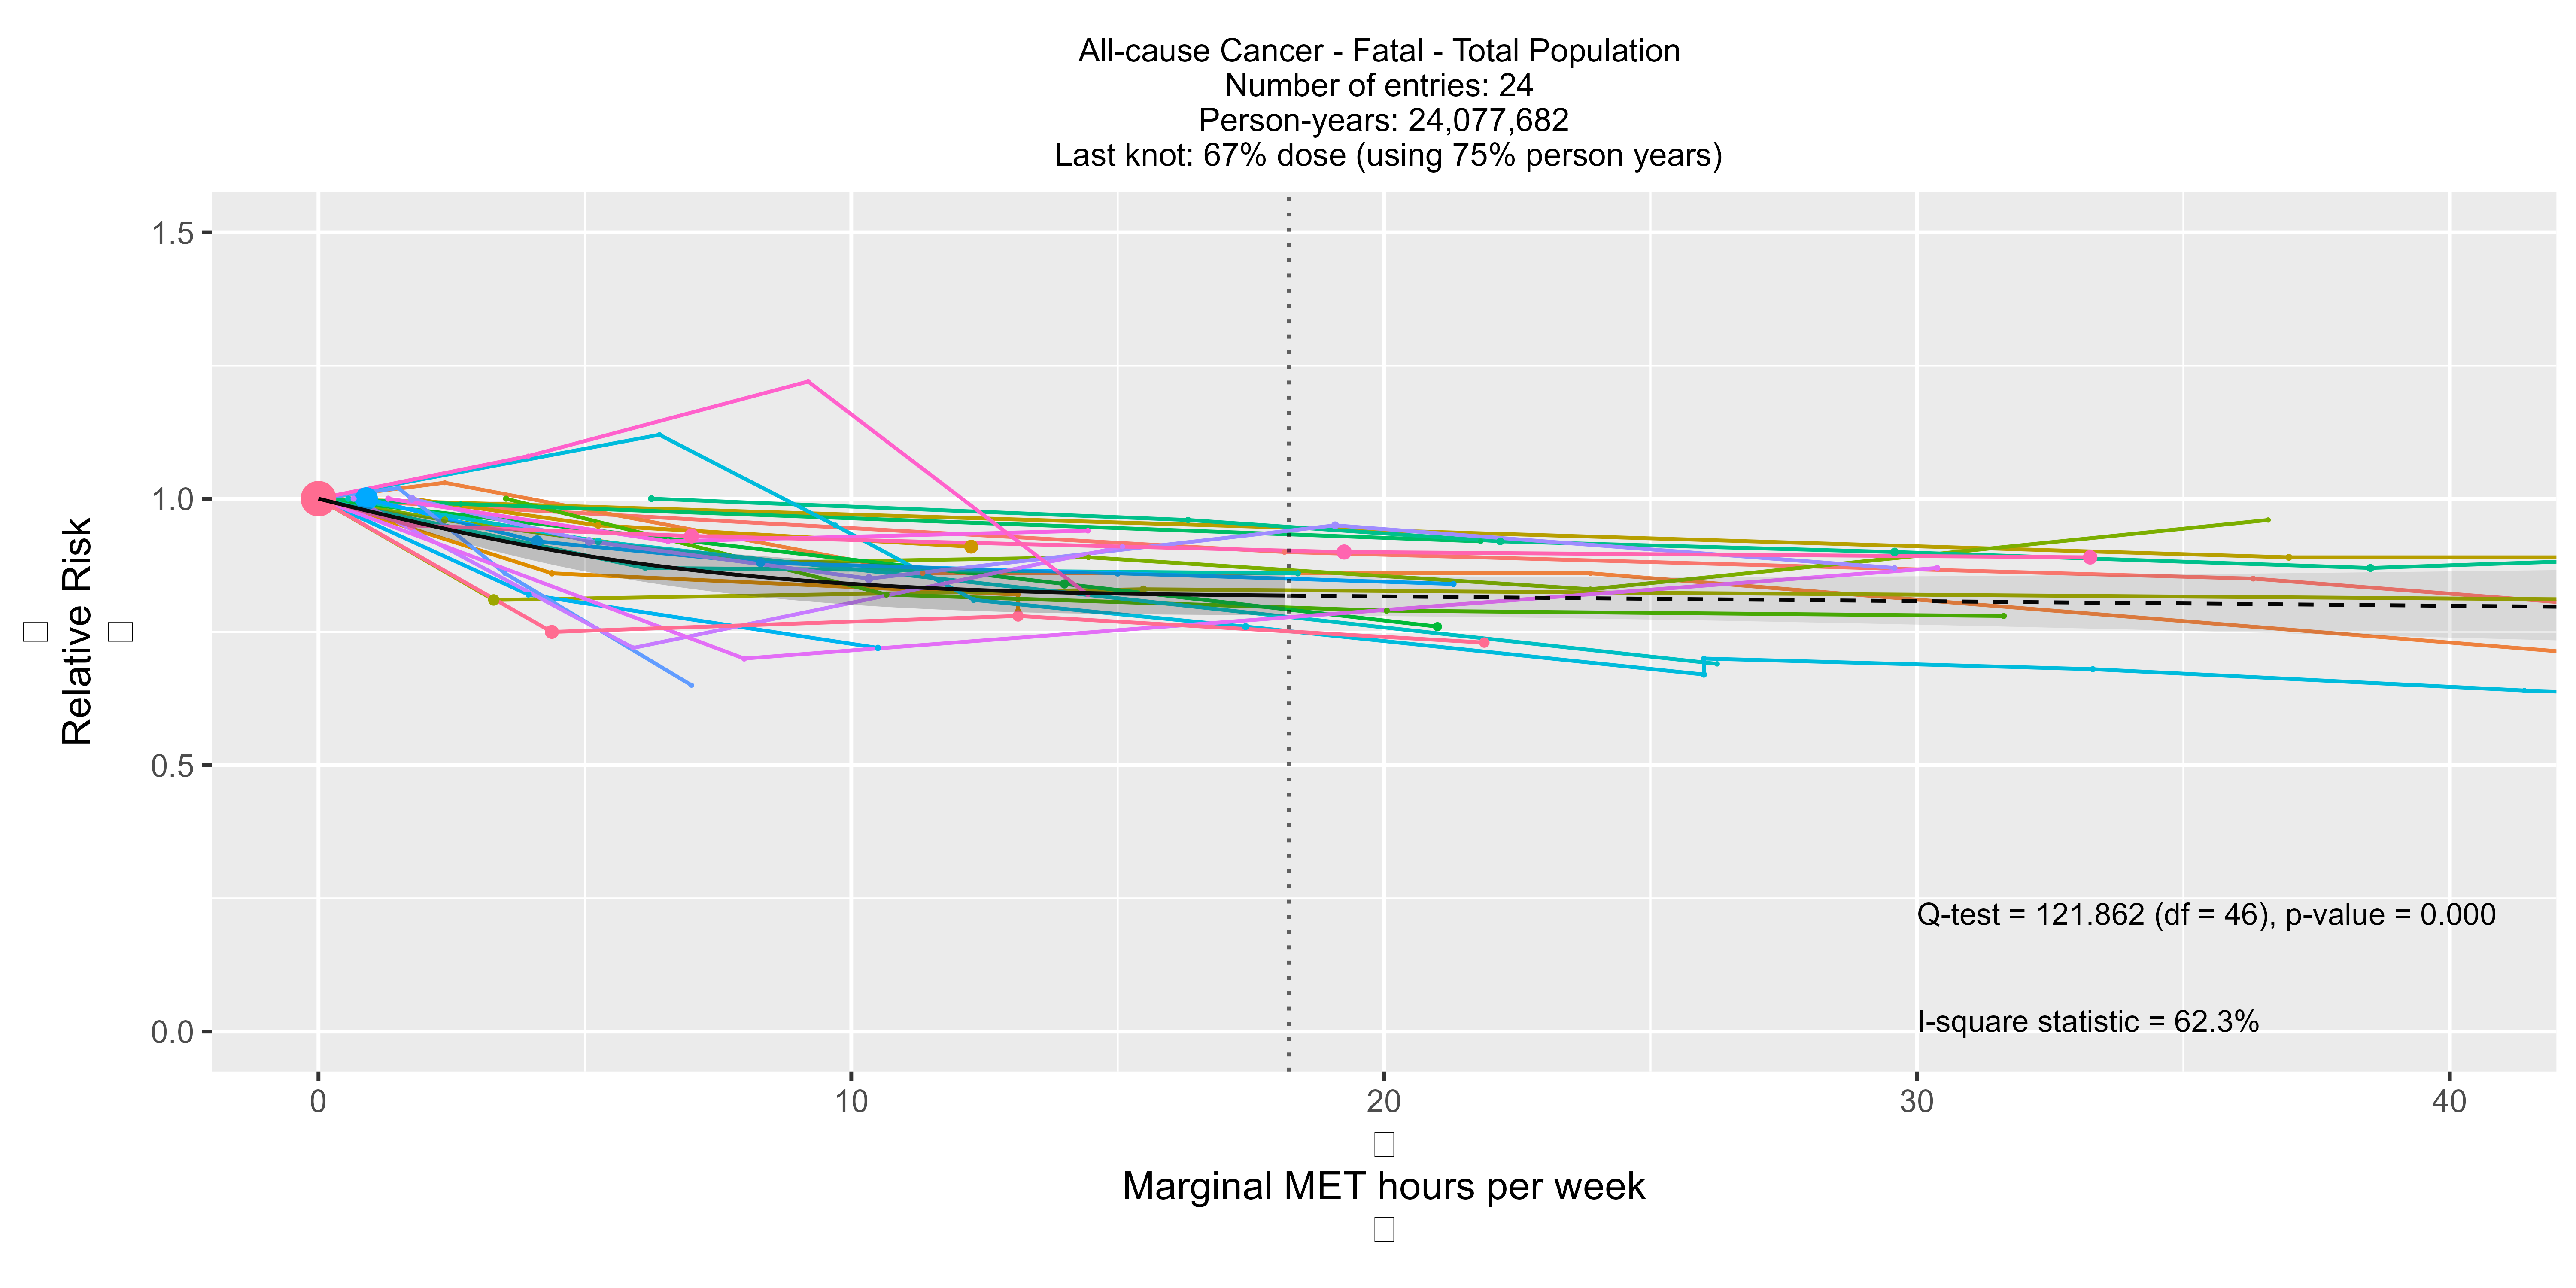 All-cause Cancer - Fatal - Total Population
Number of entries: 24
Person-years: 24,077,682
Last knot: 67% dose (using 75% person years)
1.5
1.0
0.5
0.0
Relative Risk
Q-test = 121.862 (df = 46), p-value = 0.000
I-square statistic = 62.3%
0 10 20 30 40
Marginal MET hours per week